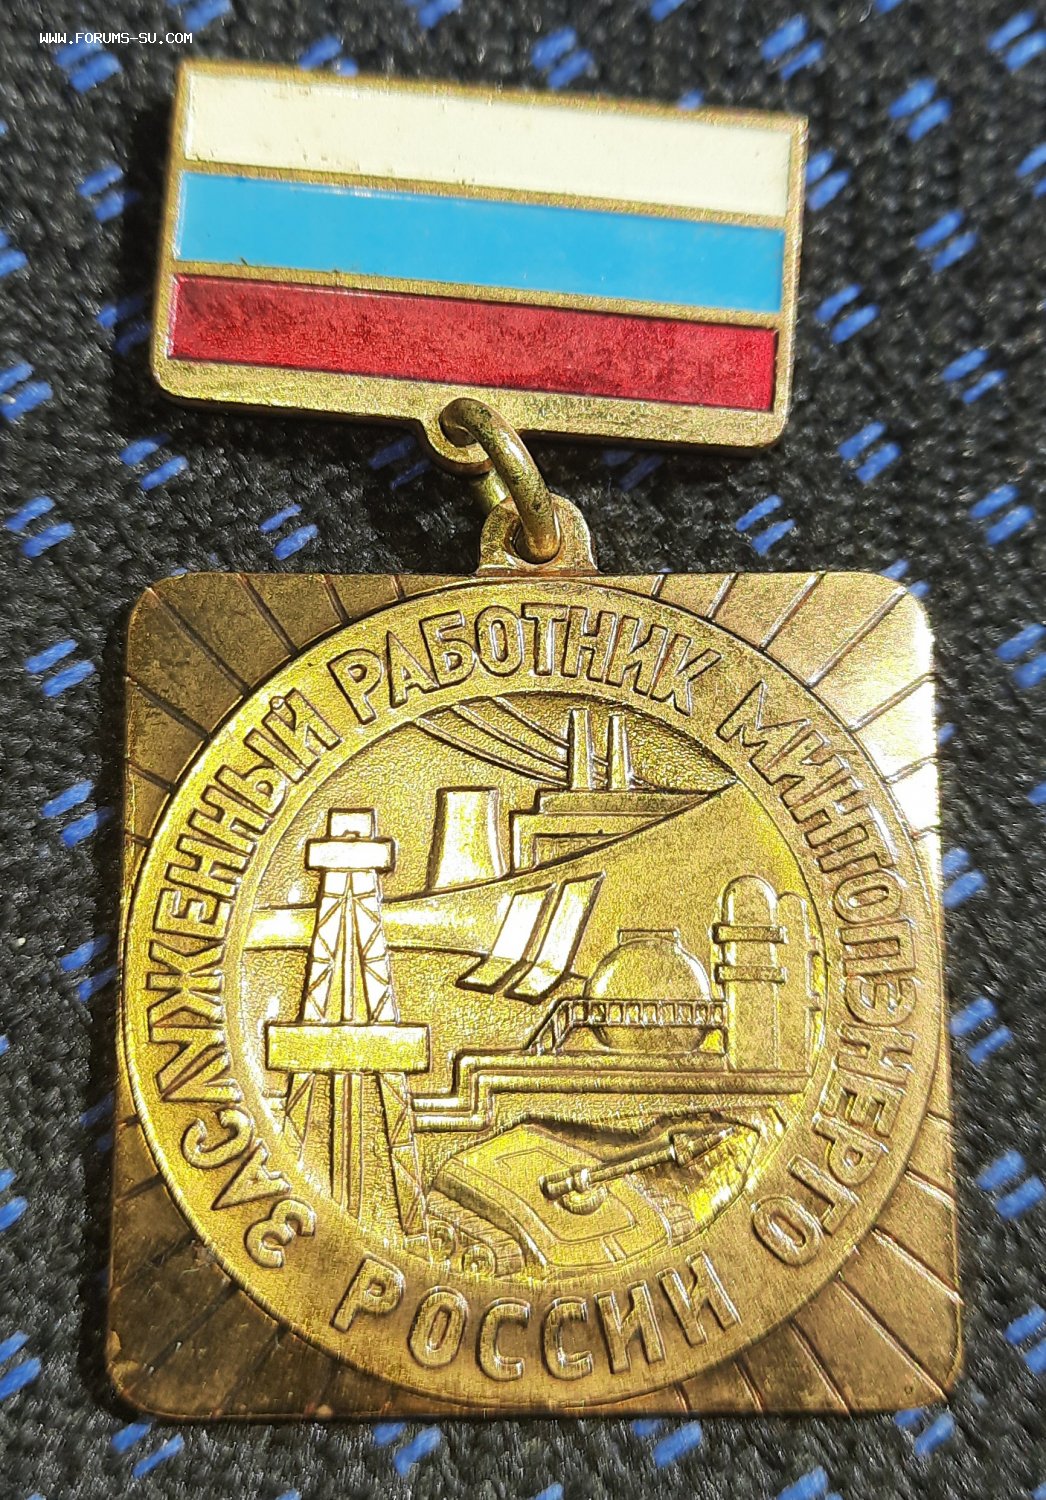 WWW.FORUMS-SU.COM
ЗАСЛУЖЕННЫЙ РАБОТНИК МИНТОПЭНЕРГО
РОССИИ